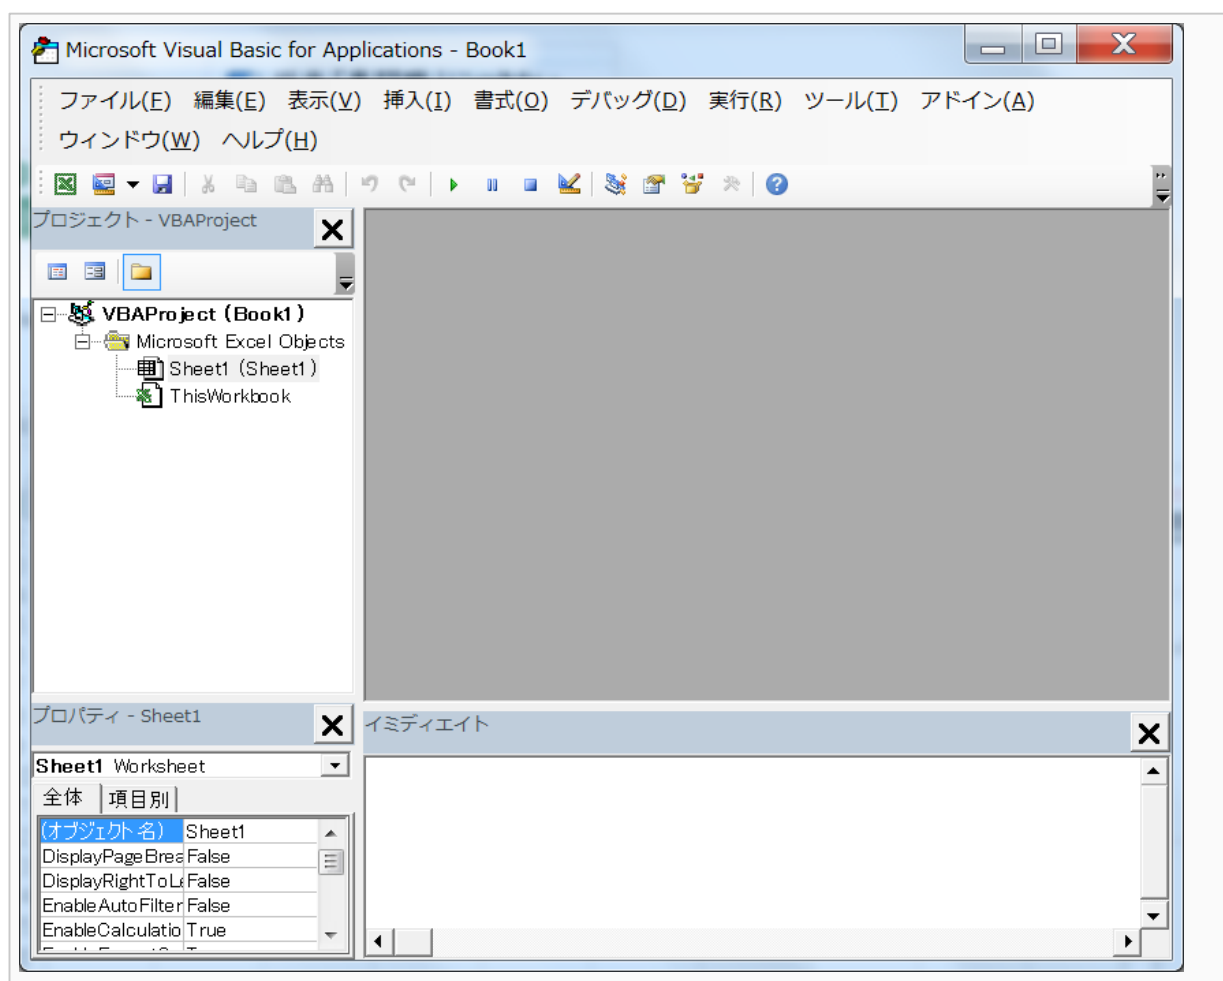 Microsoft Visual Basic for Applications - Book1
ファイル(F) 編集(E) 表示(V) 挿入(I) 書式(O) デバッグ(D) 実行(R) ツール(T) アドイン(A)
ウィンドウ(W) ヘルプ(H)
プロジェクト - VBAProject
VBAProject (Book1)
Microsoft Excel Objects
Sheet1 (Sheet1)
ThisWorkbook
プロパティ - Sheet1
Sheet1 Worksheet
全体 項目別
(オブジェクト名) Sheet1
DisplayPageBrea False
DisplayRightToLe False
EnableAutoFilter False
EnableCalculatio True
イミディエイト